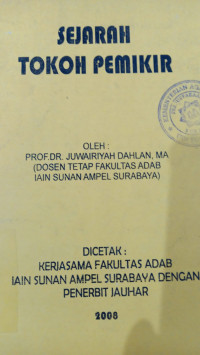 SEJARAH
TOKOH PEMIKIR
OLEH :
PROF.DR. JUWAIRIYAH DAHLAN, MA
(DOSEN TETAP FAKULTAS ADAB
IAIN SUNAN AMPEL SURABAYA)
DICETAK :
KERJASAMA FAKULTAS ADAB
IAIN SUNAN AMPEL SURABAYA DENGAN
PENERBIT JAUHAR
2008